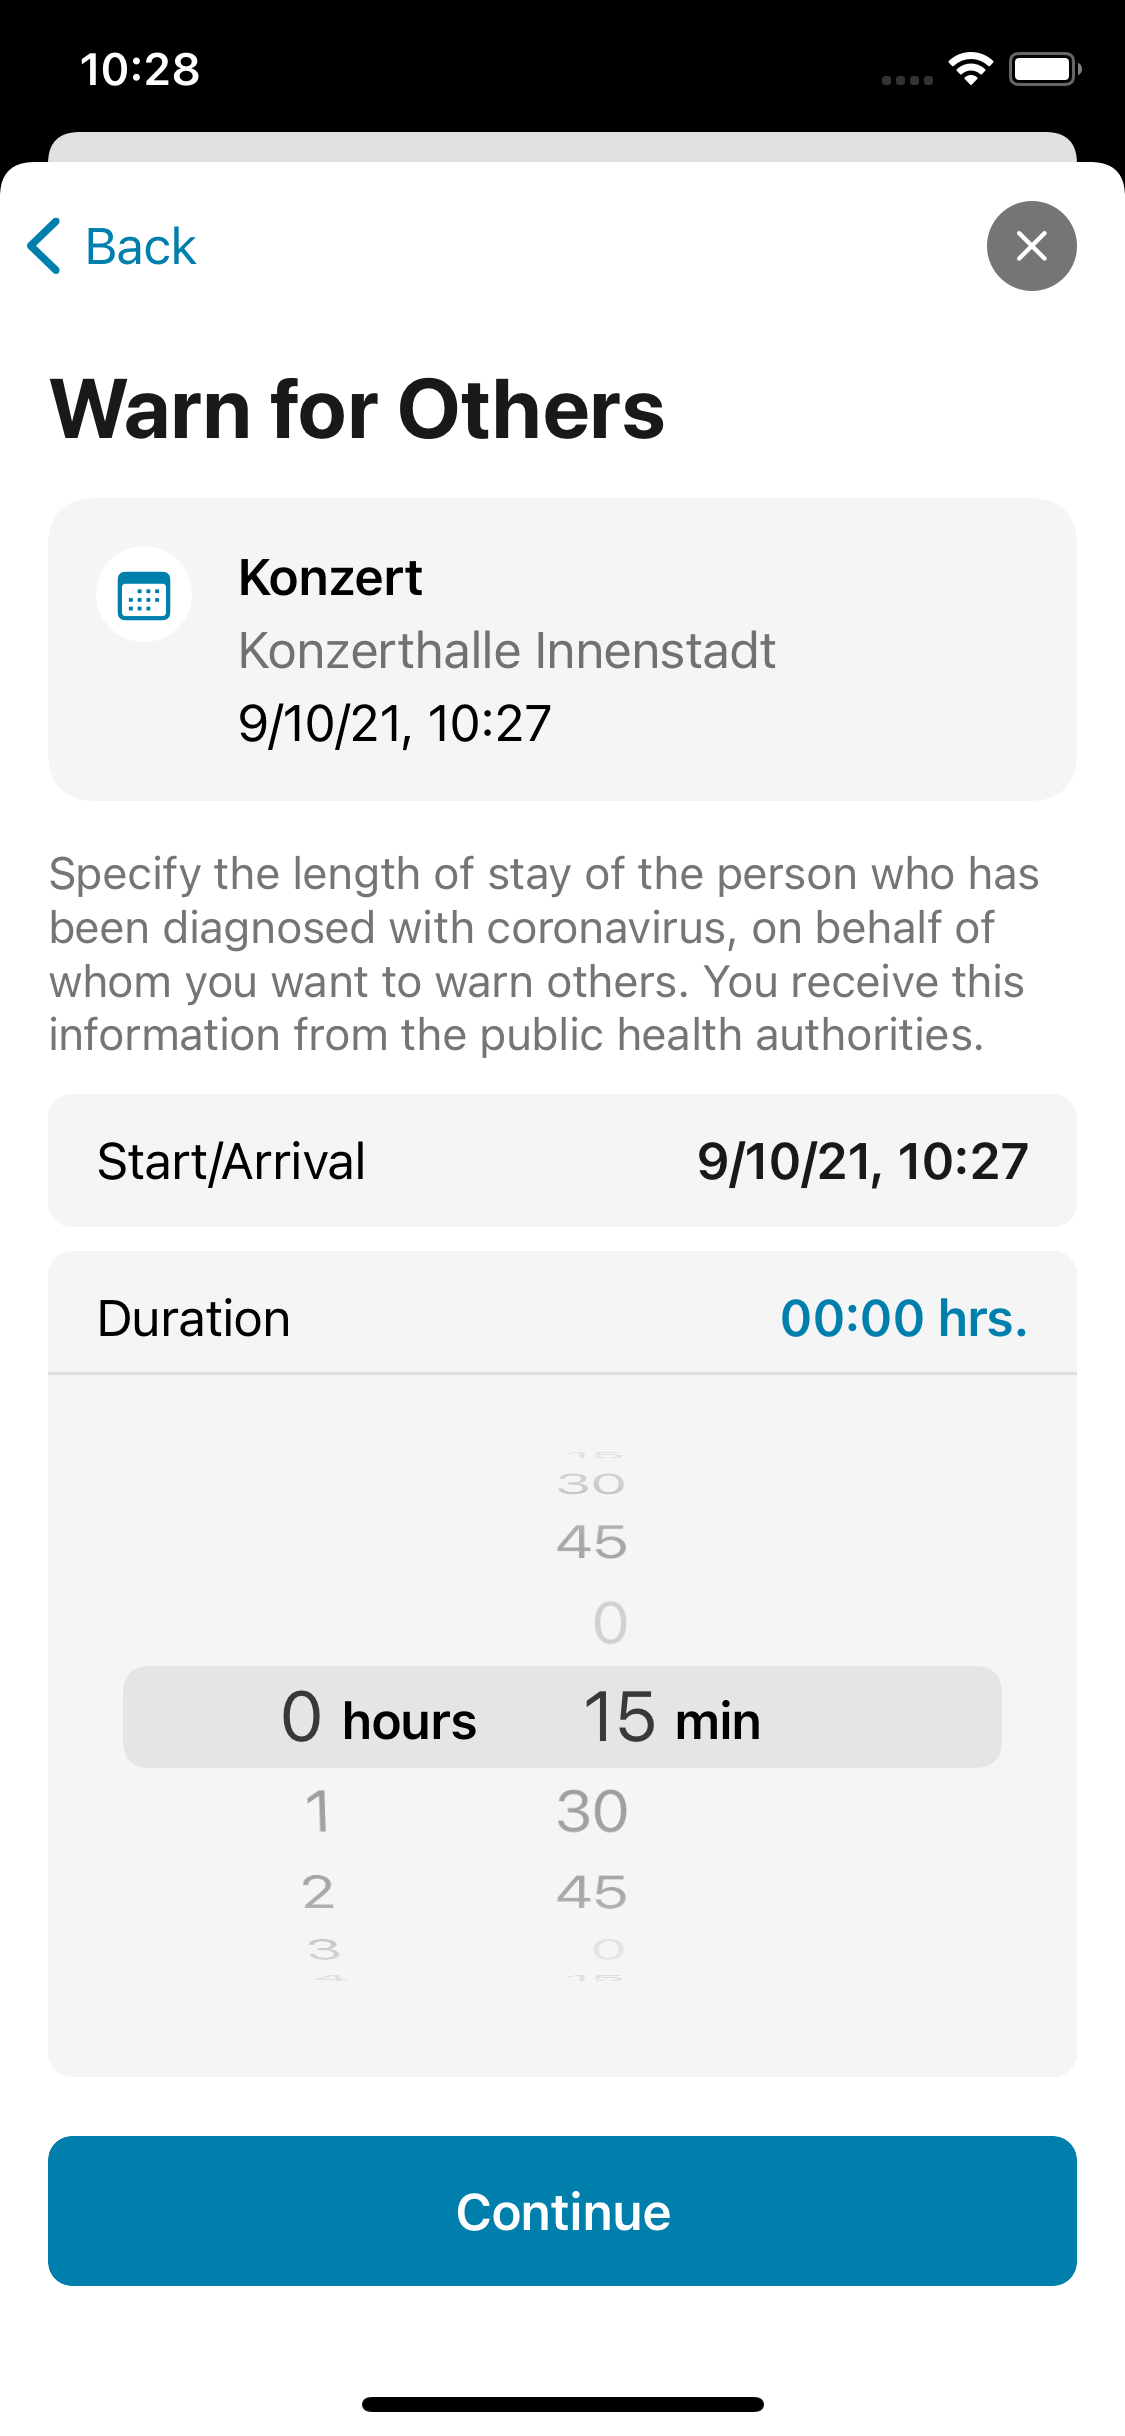 10:28
Back
Warn for Others
Konzert
Konzerthalle Innenstadt
9/10/21, 10:27
Specify the length of stay of the person who has
been diagnosed with coronavirus, on behalf of
whom you want to warn others. You receive this
information from the public health authorities.
Start/Arrival 9/10/21, 10:27
Duration 00:00 hrs.
15
30
45
0
0 hours 15 min
1 30
2 45
3 0
4 15
Continue